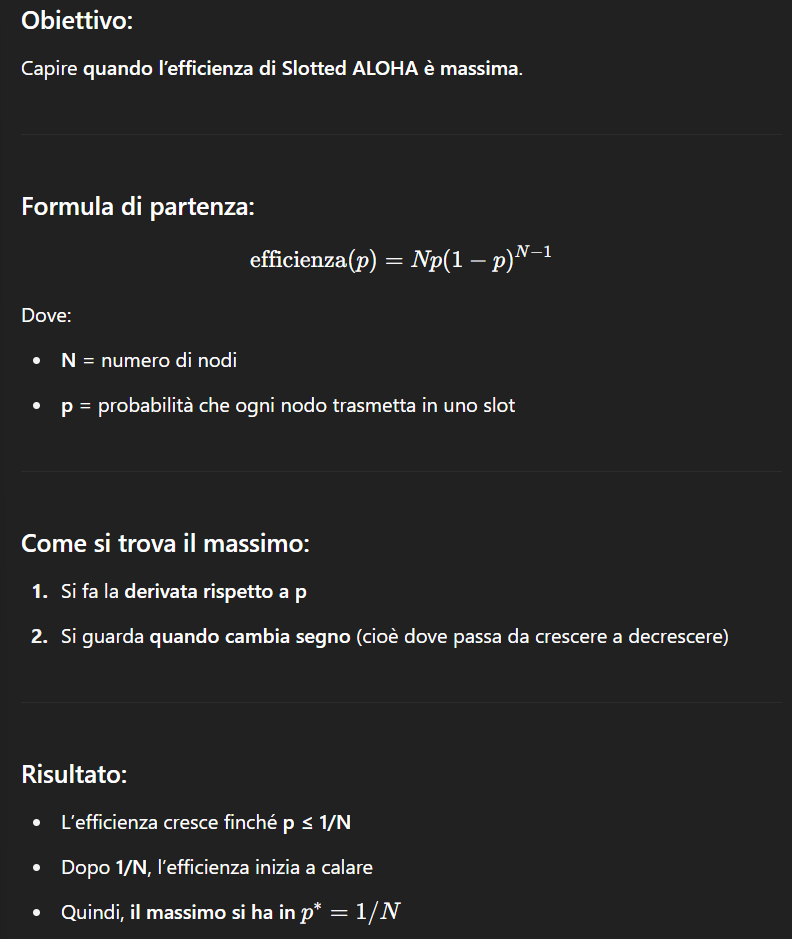 Obiettivo:
Capire quando l’efficienza di Slotted ALOHA è massima.
Formula di partenza:
efficienza(p) = Np(1 − p)^{N−1}
Dove:
• N = numero di nodi
• p = probabilità che ogni nodo trasmetta in uno slot
Come si trova il massimo:
1. Si fa la derivata rispetto a p
2. Si guarda quando cambia segno (cioè dove passa da crescere a decrescere)
Risultato:
• L’efficienza cresce finché p ≤ 1/N
• Dopo 1/N, l’efficienza inizia a calare
• Quindi, il massimo si ha in p* = 1/N